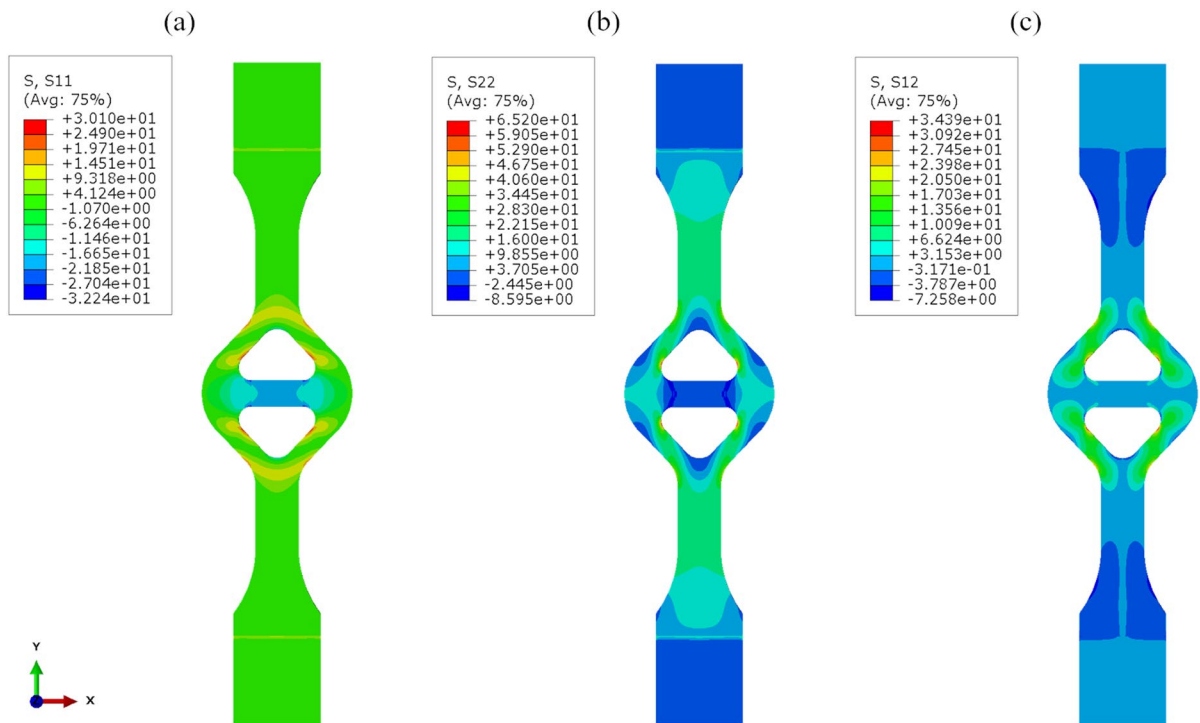 (a)
(b)
(c)
S, S11
(Avg: 75%)
+3.010e+01
+2.490e+01
+1.971e+01
+1.451e+01
+9.318e+00
+4.124e+00
-1.070e+00
-6.264e+00
-1.146e+01
-1.665e+01
-2.185e+01
-2.704e+01
-3.224e+01
S, S22
(Avg: 75%)
+6.520e+01
+5.905e+01
+5.290e+01
+4.675e+01
+4.060e+01
+3.445e+01
+2.830e+01
+2.215e+01
+1.600e+01
+9.855e+00
+3.705e+00
-2.445e+00
-8.595e+00
S, S12
(Avg: 75%)
+3.439e+01
+3.092e+01
+2.745e+01
+2.398e+01
+2.050e+01
+1.703e+01
+1.356e+01
+1.009e+01
+6.624e+00
+3.153e+00
-3.171e-01
-3.787e+00
-7.258e+00
Y
X